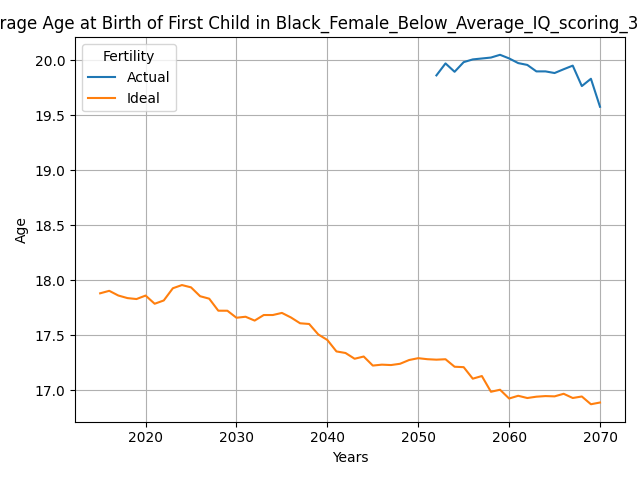 rage Age at Birth of First Child in Black_Female_Below_Average_IQ_scoring_3
Fertility
Actual
Ideal
20.0
19.5
19.0
18.5
18.0
17.5
17.0
Age
2020 2030 2040 2050 2060 2070
Years